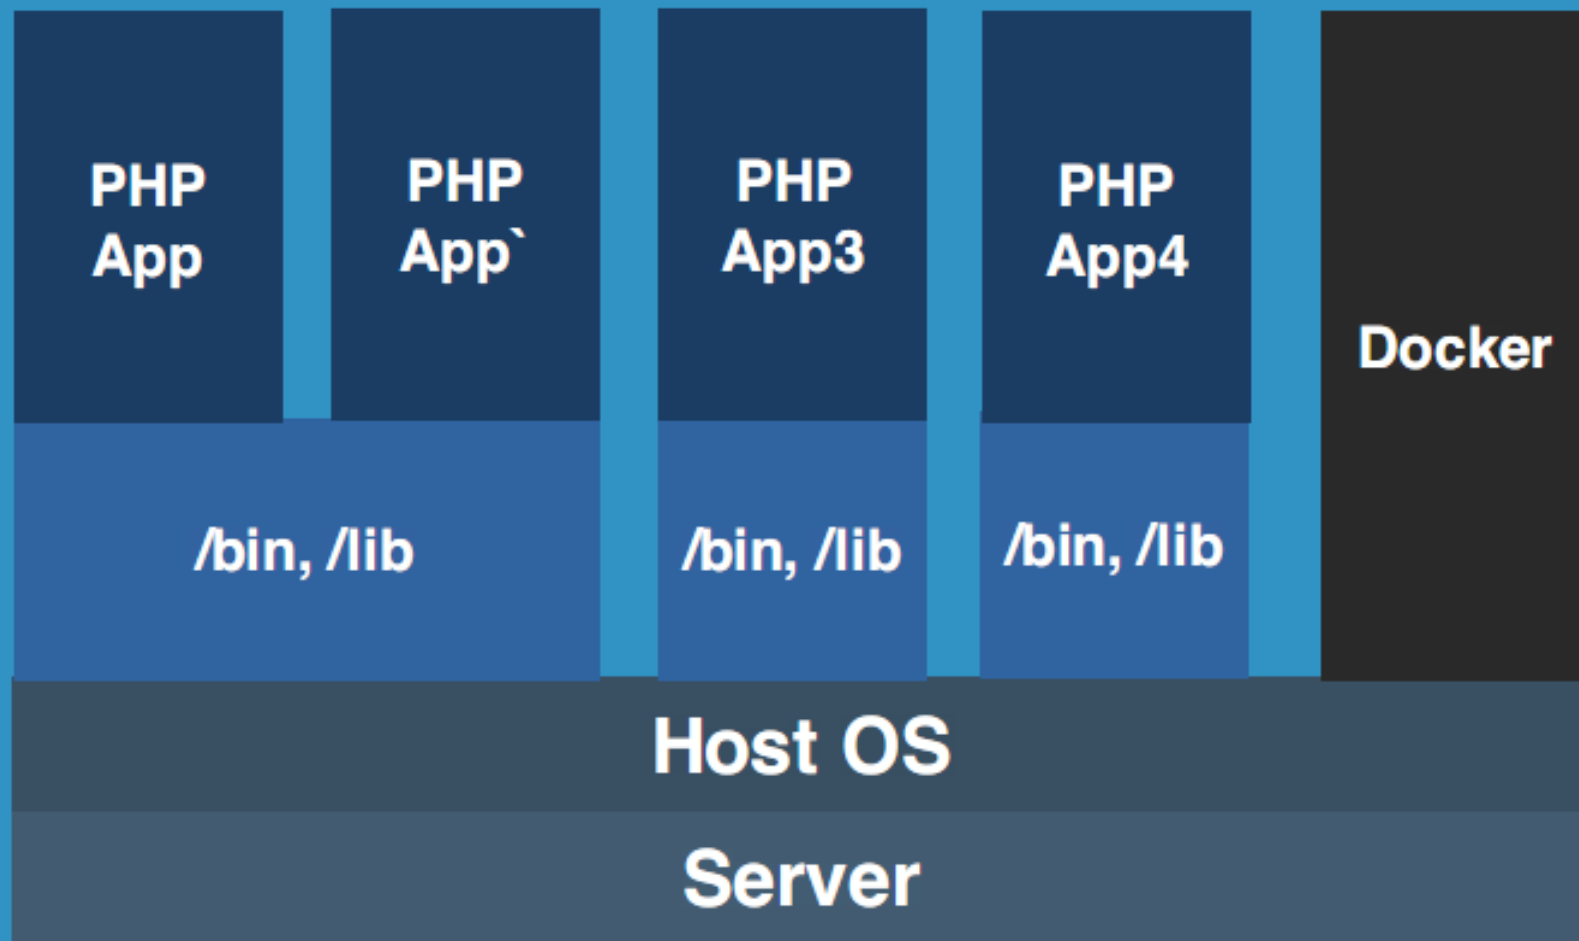 PHP
App
PHP
App`
PHP
App3
PHP
App4
Docker
/bin, /lib
/bin, /lib
/bin, /lib
Host OS
Server